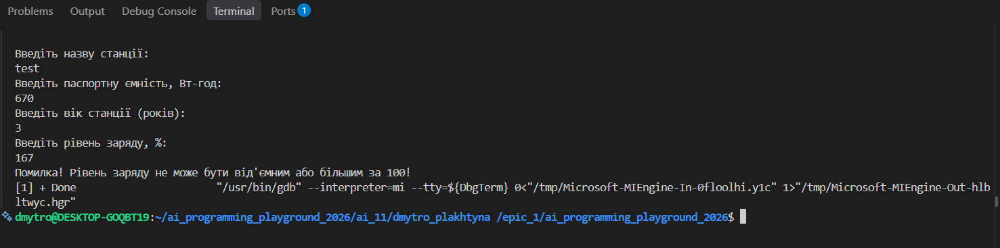 Problems Output Debug Console Terminal Ports 1
Введіть назву станції:
test
Введіть паспортну ємність, Вт-год:
670
Введіть вік станції (років):
3
Введіть рівень заряду, %:
167
Помилка! Рівень заряду не може бути від'ємним або більшим за 100!
[1] + Done "/usr/bin/gdb" --interpreter=mi --tty=${DbgTerm} 0<"/tmp/Microsoft-MIEngine-In-0floolhi.y1c" 1>"/tmp/Microsoft-MIEngine-Out-hlb
ltwyc.hgr"
dmytro@DESKTOP-GOQBT19:~/ai_programming_playground_2026/ai_11/dmytro_plakhtyna /epic_1/ai_programming_playground_2026$